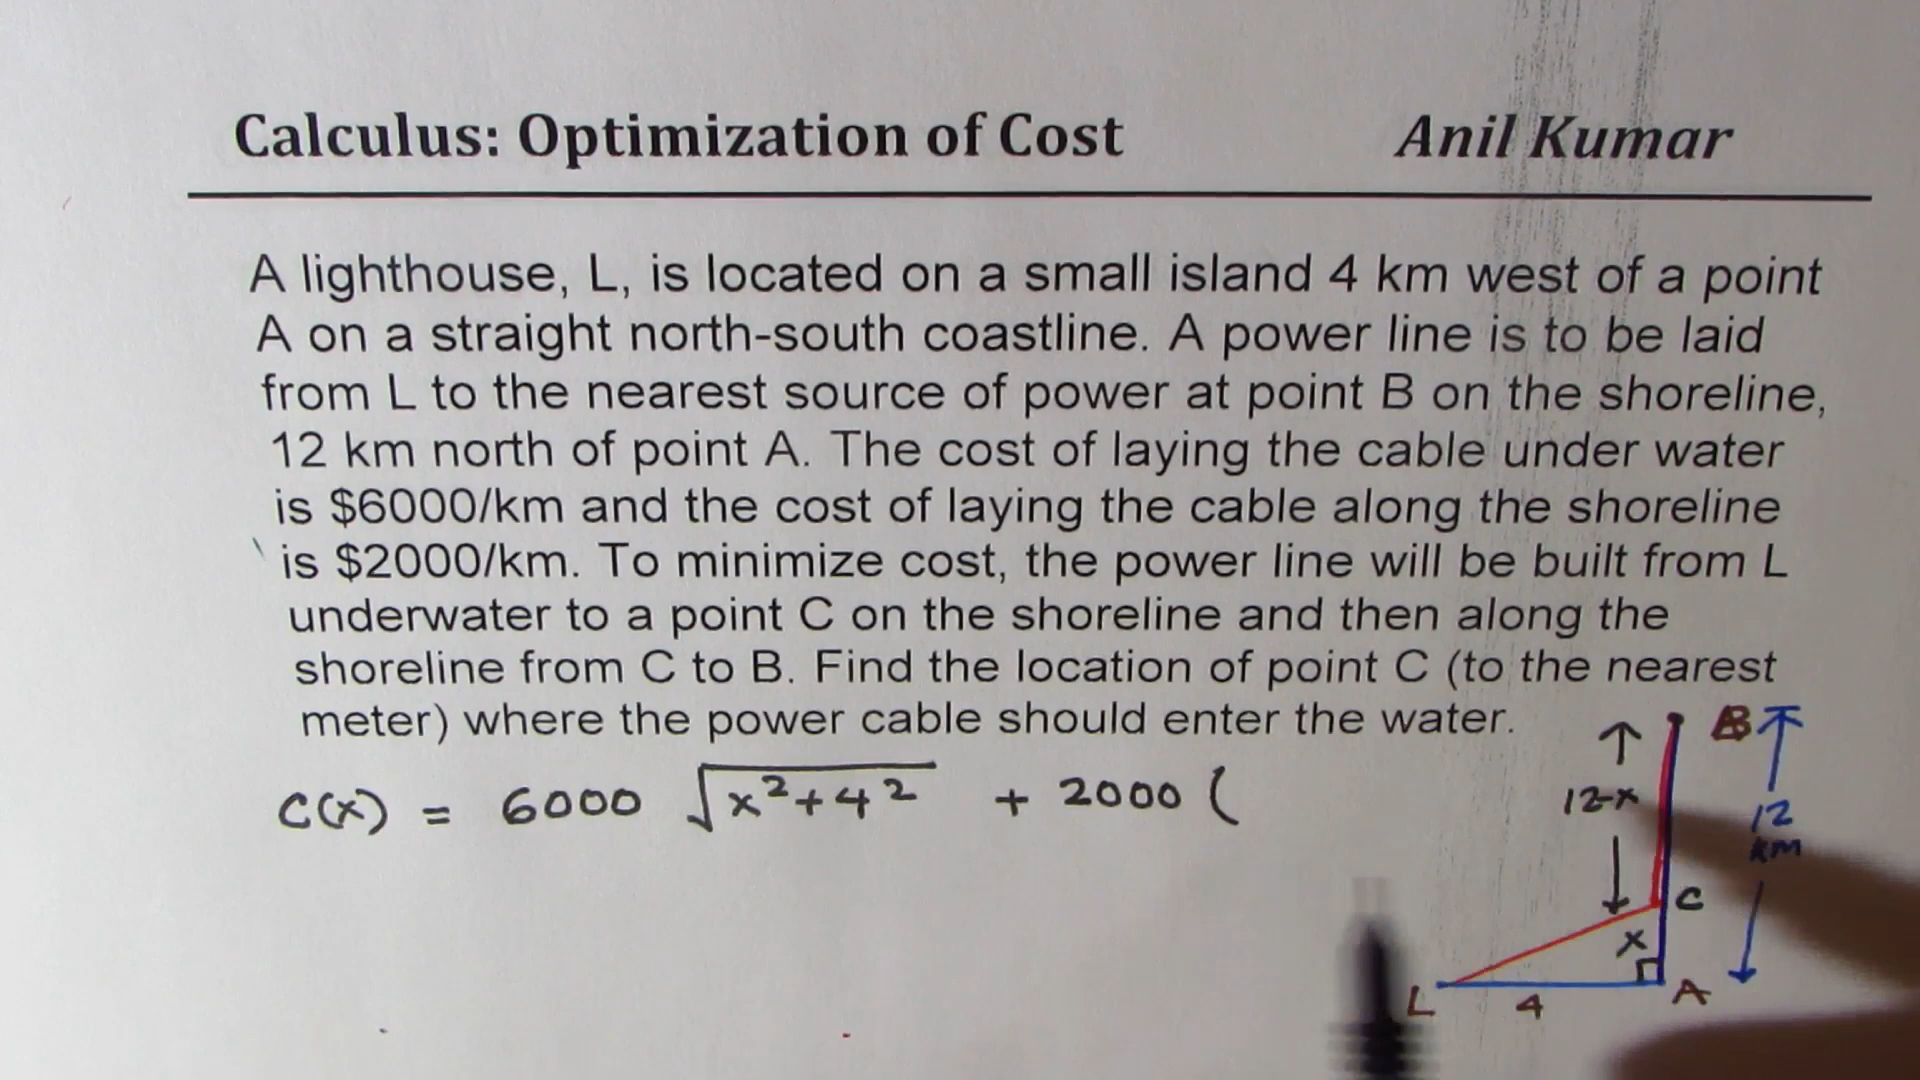 Calculus: Optimization of Cost Anil Kumar
A lighthouse, L, is located on a small island 4 km west of a point
A on a straight north-south coastline. A power line is to be laid
from L to the nearest source of power at point B on the shoreline,
12 km north of point A. The cost of laying the cable under water
is $6000/km and the cost of laying the cable along the shoreline
is $2000/km. To minimize cost, the power line will be built from L
underwater to a point C on the shoreline and then along the
shoreline from C to B. Find the location of point C (to the nearest
meter) where the power cable should enter the water.
B
C(x) = 6000 √(x²+4²) + 2000 (
12-x
12
km
C
x
L
4
A